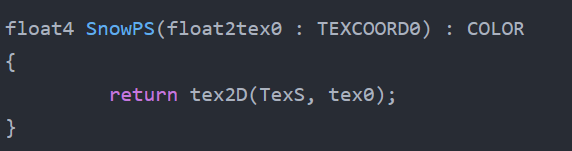 float4 SnowPS(float2tex0 : TEXCOORD0) : COLOR
{
        return tex2D(TexS, tex0);
}